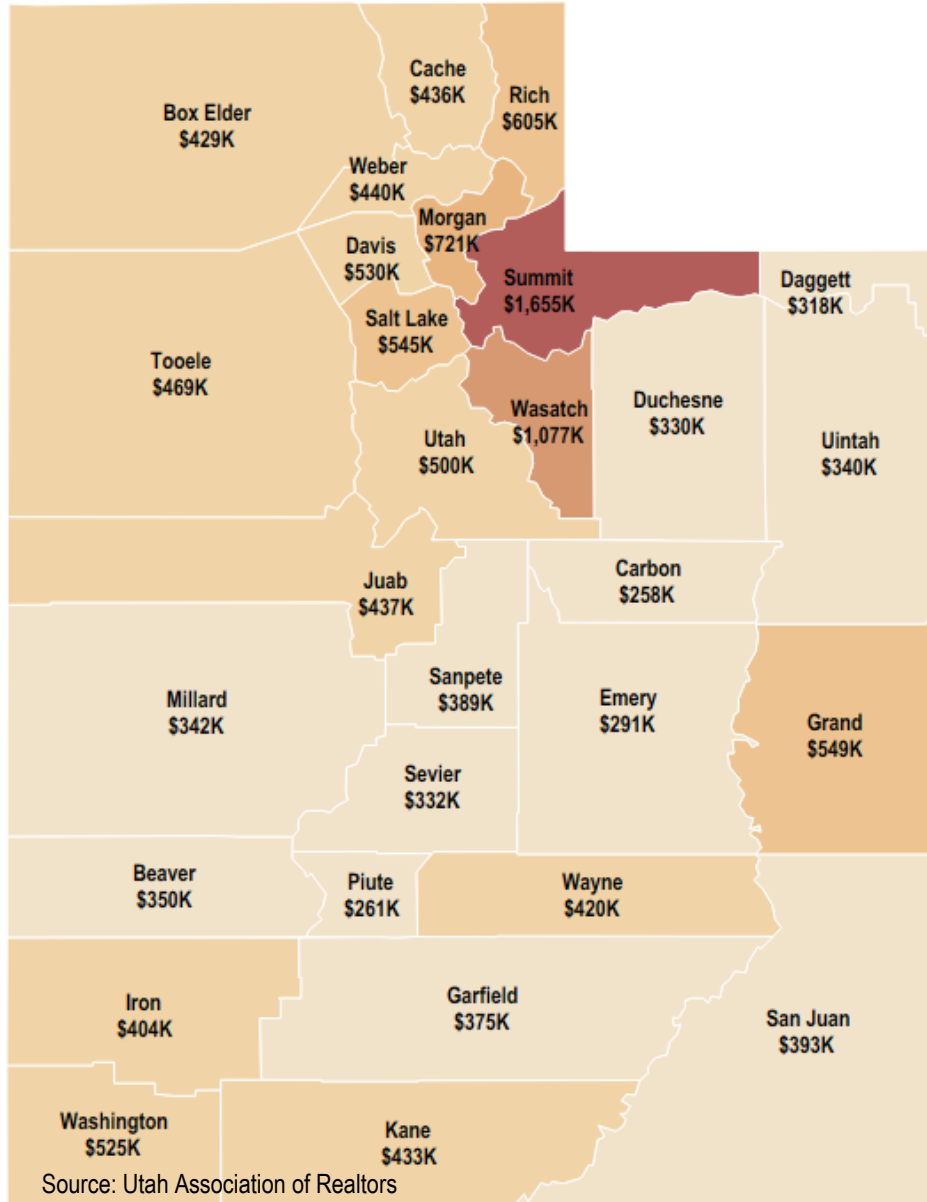 Cache
$436K
Rich
$605K
Box Elder
$429K
Weber
$440K
Morgan
$721K
Davis
$530K
Summit
$1,655K
Daggett
$318K
Salt Lake
$545K
Tooele
$469K
Wasatch
$1,077K
Duchesne
$330K
Utah
$500K
Uintah
$340K
Juab
$437K
Carbon
$258K
Millard
$342K
Sanpete
$389K
Emery
$291K
Grand
$549K
Sevier
$332K
Beaver
$350K
Piute
$261K
Wayne
$420K
Iron
$404K
Garfield
$375K
San Juan
$393K
Washington
$525K
Kane
$433K
Source: Utah Association of Realtors